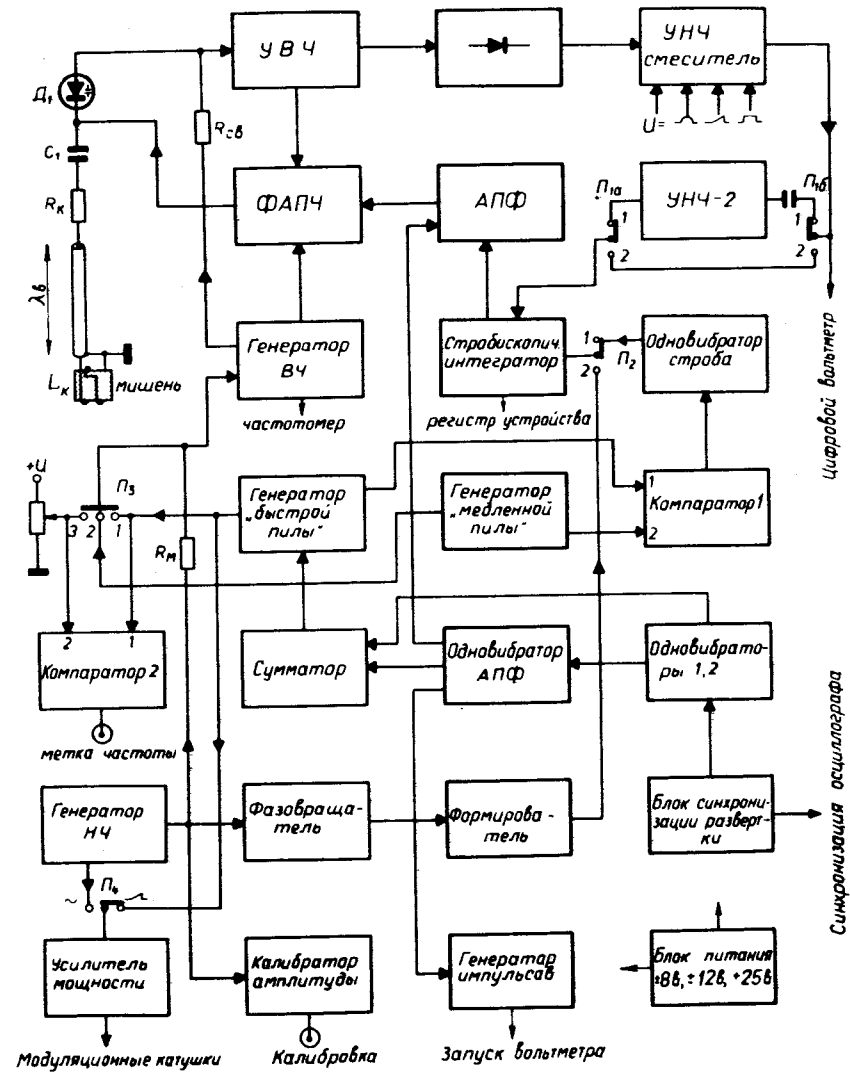 УВЧ
УНЧ
смеситель
Д₁
Rсв
U=
C₁
Rк
ФАПЧ
АПФ
П₁а
УНЧ-2
П₁б
1
2
1
2
λв
Lк
мишень
Генератор
ВЧ
частотомер
Стробископич.
интегратор
регистр устройства
1
2
П₂
Одновибратор
строба
Цифровой вольтметр
+U
П₃
3
2
1
Rм
Генератор
„быстрой
пилы"
Генератор
„медленной
пилы"
1
2
Компаратор 1
2
1
Компаратор 2
метка частоты
Сумматор
Одновибратор
АПФ
Одновибрато-
ры 1,2
Генератор
НЧ
Фазовраща-
тель
Формирова-
тель
Блок синхрони-
зации разверт-
ки
Синхронизация осциллографа
~
П₄
Усилитель
мощности
Модуляционные катушки
Калибратор
амплитуды
Калибровка
Генератор
импульсав
Запуск вольтметра
Блок питания
±8в, ±12в, +25в